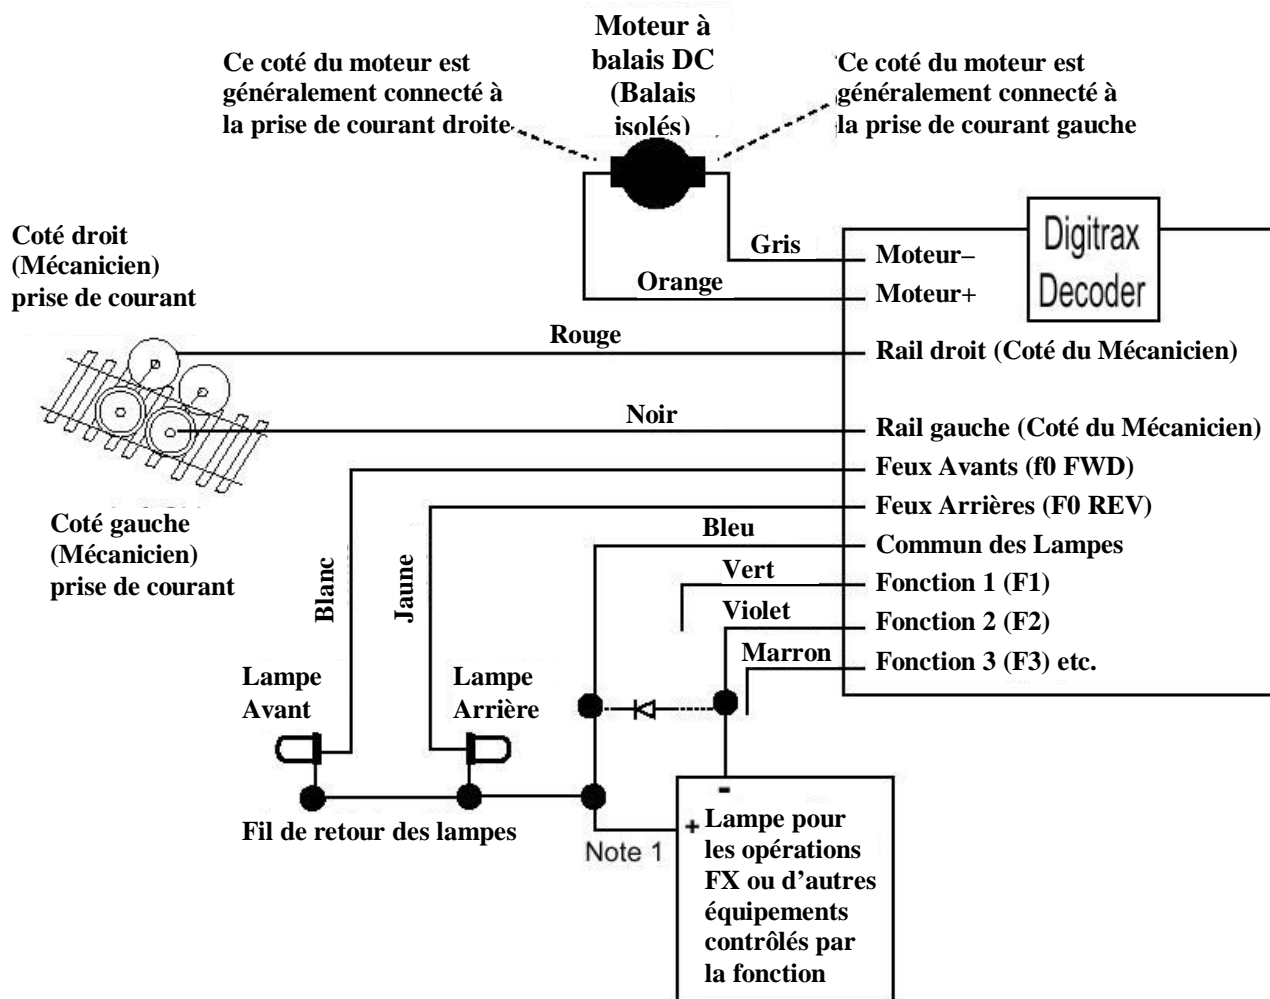 Moteur à
balais DC
(Balais
isolés)
Ce coté du moteur est
généralement connecté à
la prise de courant droite
Ce coté du moteur est
généralement connecté à
la prise de courant gauche
Coté droit
(Mécanicien)
prise de courant
Coté gauche
(Mécanicien)
prise de courant
Digitrax
Decoder
Gris
Moteur–
Orange
Moteur+
Rouge
Rail droit (Coté du Mécanicien)
Noir
Rail gauche (Coté du Mécanicien)
Feux Avants (f0 FWD)
Feux Arrières (F0 REV)
Bleu
Commun des Lampes
Vert
Fonction 1 (F1)
Violet
Fonction 2 (F2)
Marron
Fonction 3 (F3) etc.
Blanc
Jaune
Lampe
Avant
Lampe
Arrière
Fil de retour des lampes
Note 1
-
+
Lampe pour
les opérations
FX ou d’autres
équipements
contrôlés par
la fonction